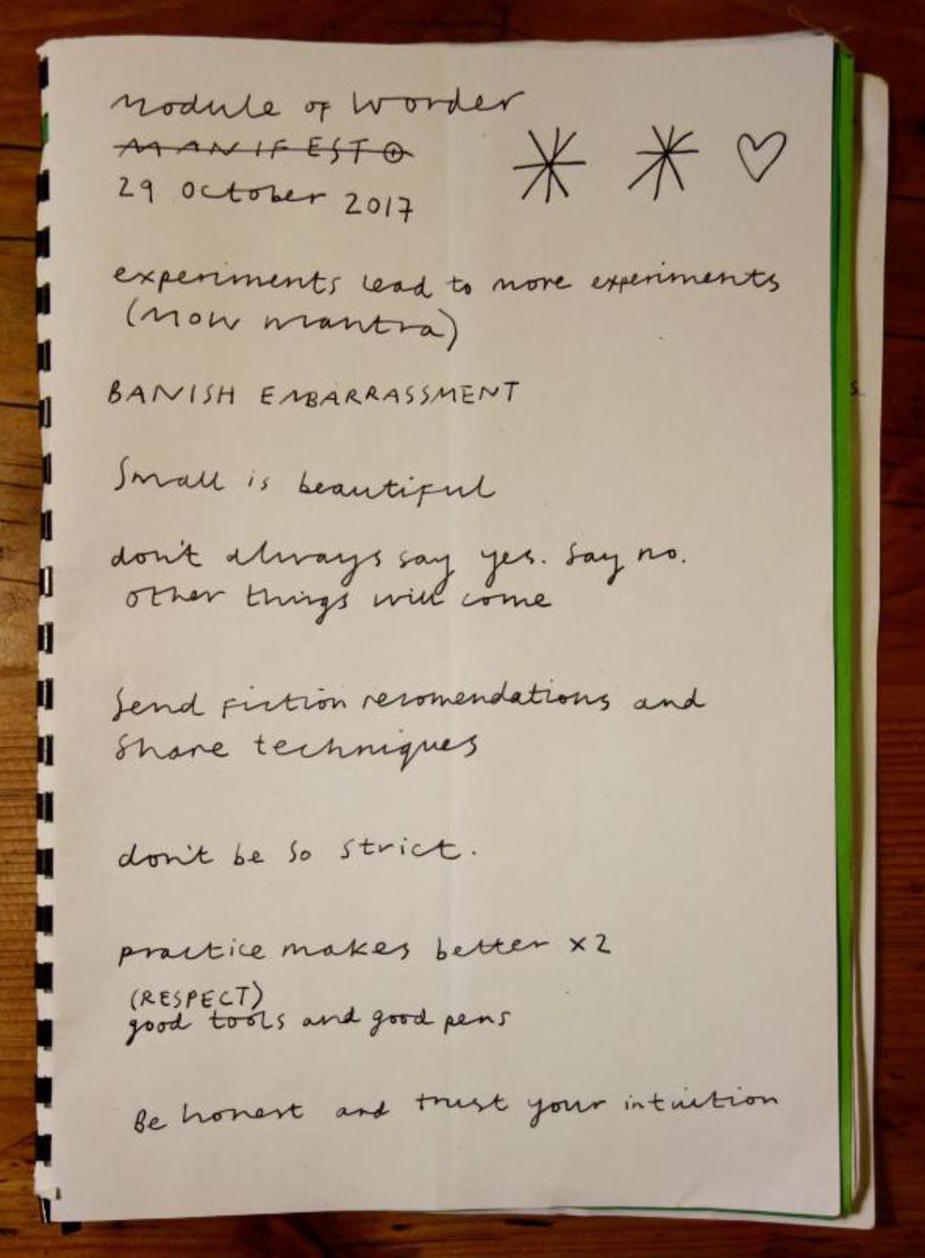 Module of Wonder
MANIFESTO
29 October 2017
experiments lead to more experiments
(MOW mantra)
BANISH EMBARRASSMENT
Small is beautiful
don't always say yes. Say no.
other things will come
Send fiction recomendations and
Share techniques
don't be so strict.
practice makes better x2
(RESPECT)
good tools and good pens
Be honest and trust your intuition